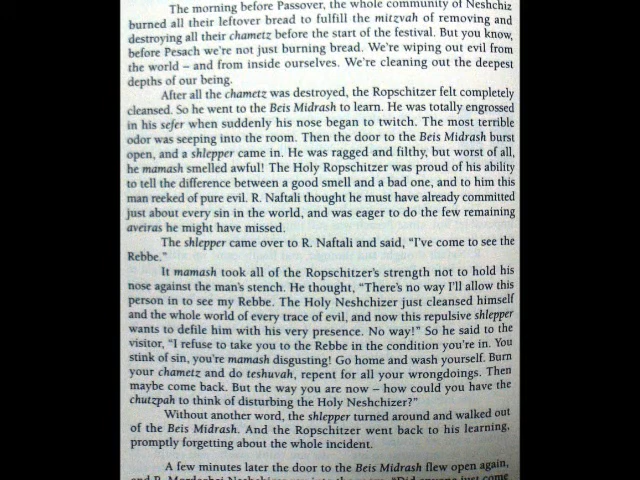 The morning before Passover, the whole community of Neshchiz
burned all their leftover bread to fulfill the mitzvah of removing and
destroying all their chametz before the start of the festival. But you know,
before Pesach we're not just burning bread. We're wiping out evil from
the world – and from inside ourselves. We're cleaning out the deepest
depths of our being.
After all the chametz was destroyed, the Ropschitzer felt completely
cleansed. So he went to the Beis Midrash to learn. He was totally engrossed
in his sefer when suddenly his nose began to twitch. The most terrible
odor was seeping into the room. Then the door to the Beis Midrash burst
open, and a shlepper came in. He was ragged and filthy, but worst of all,
he mamash smelled awful! The Holy Ropschitzer was proud of his ability
to tell the difference between a good smell and a bad one, and to him this
man reeked of pure evil. R. Naftali thought he must have already committed
just about every sin in the world, and was eager to do the few remaining
aveiras he might have missed.
The shlepper came over to R. Naftali and said, "I've come to see the
Rebbe."
It mamash took all of the Ropschitzer's strength not to hold his
nose against the man's stench. He thought, "There's no way I'll allow this
person in to see my Rebbe. The Holy Neshchizer just cleansed himself
and the whole world of every trace of evil, and now this repulsive shlepper
wants to defile him with his very presence. No way!" So he said to the
visitor, "I refuse to take you to the Rebbe in the condition you're in. You
stink of sin, you're mamash disgusting! Go home and wash yourself. Burn
your chametz and do teshuvah, repent for all your wrongdoings. Then
maybe come back. But the way you are now – how could you have the
chutzpah to think of disturbing the Holy Neshchizer?"
Without another word, the shlepper turned around and walked out
of the Beis Midrash. And the Ropschitzer went back to his learning,
promptly forgetting about the whole incident.
A few minutes later the door to the Beis Midrash flew open again,